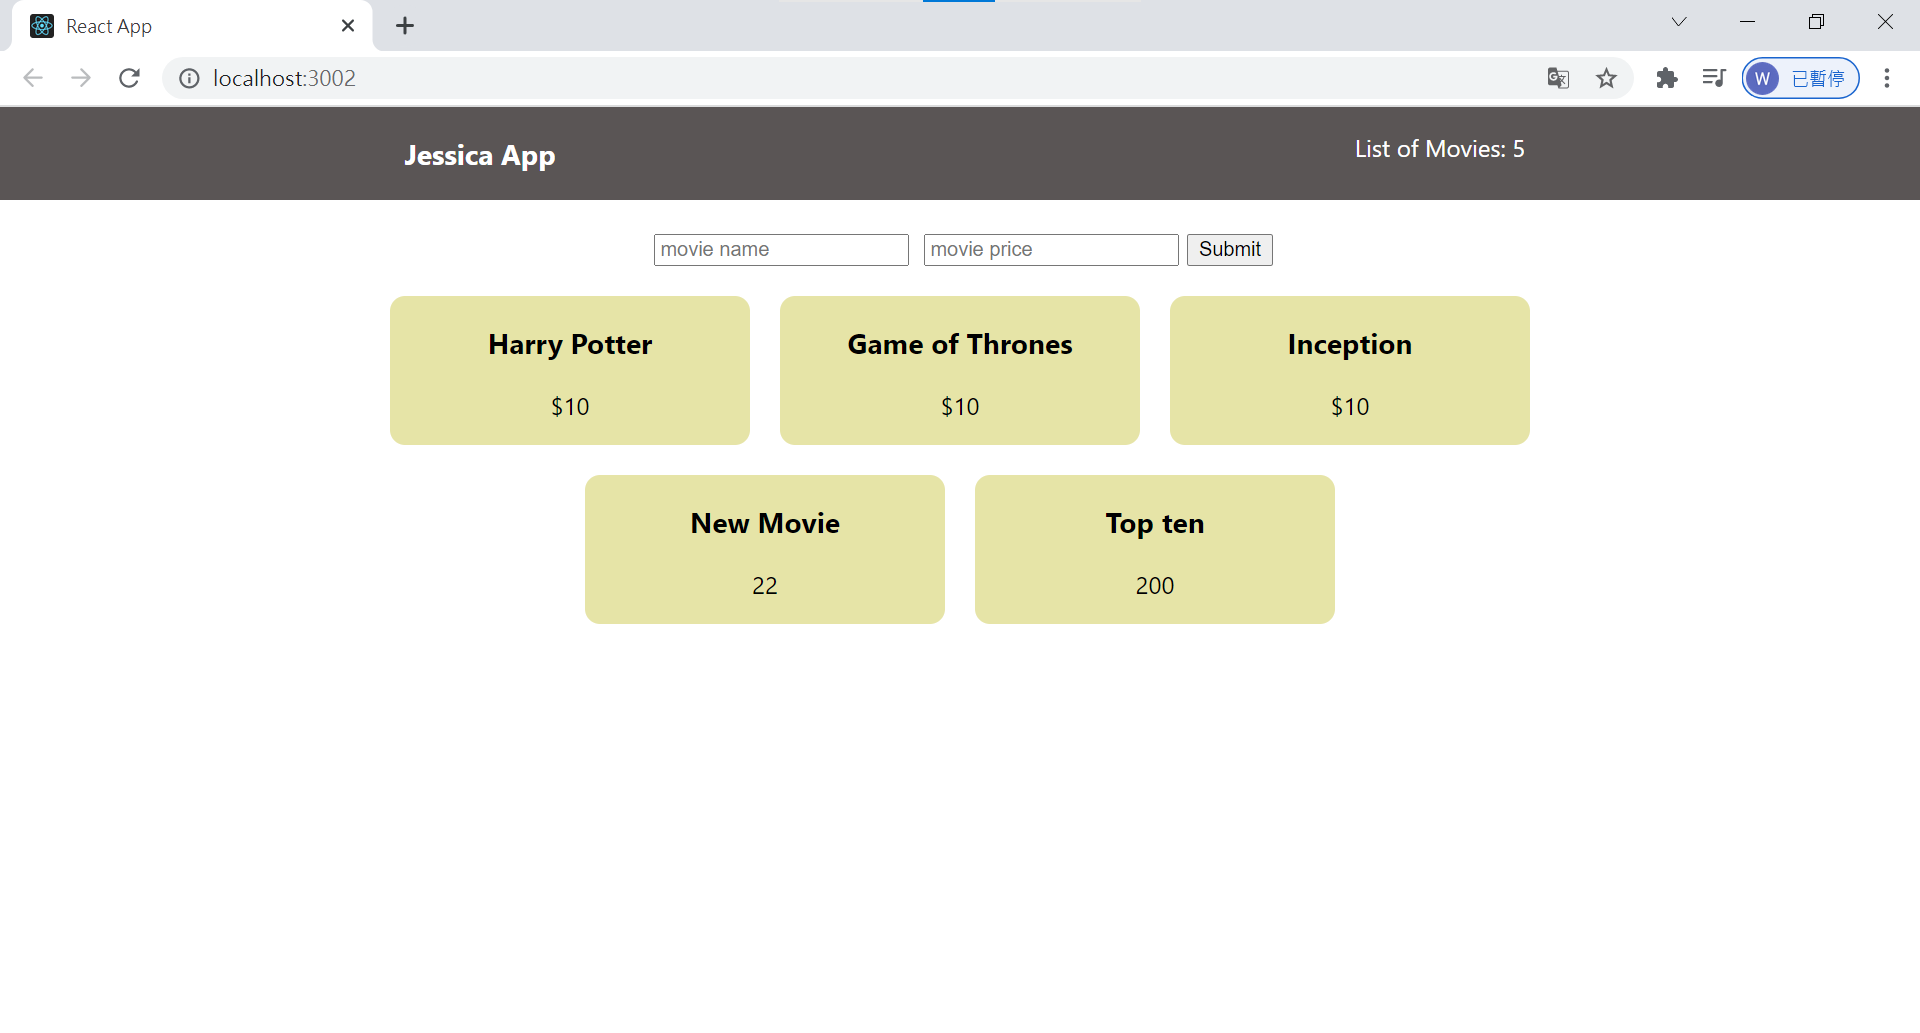 React App
localhost:3002
W 已暫停
Jessica App
List of Movies: 5
movie name
movie price
Submit
Harry Potter
$10
Game of Thrones
$10
Inception
$10
New Movie
22
Top ten
200